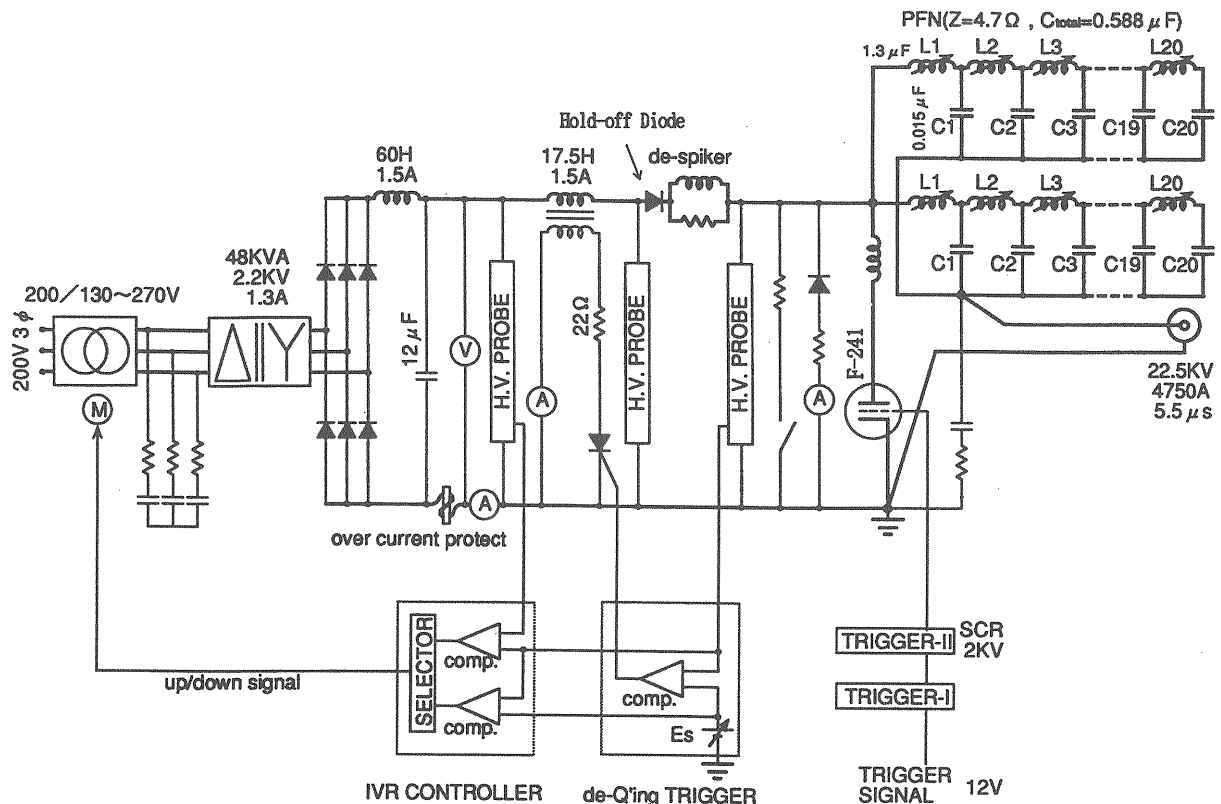 PFN(Z=4.7Ω , Ctotal=0.588 μF)
1.3 μF
L1 L2 L3 L20
0.015 μF
C1 C2 C3 C19 C20
Hold-off Diode
60H
1.5A
17.5H
1.5A
de-spiker
L1 L2 L3 L20
C1 C2 C3 C19 C20
48KVA
2.2KV
1.3A
200/130~270V
200V 3φ
M
12 μF
V
H.V. PROBE
A
22Ω
H.V. PROBE
H.V. PROBE
A
F-241
22.5KV
4750A
5.5 μs
A
over current protect
SELECTOR
comp.
comp.
up/down signal
comp.
Es
TRIGGER-II
SCR
2KV
TRIGGER-I
IVR CONTROLLER
de-Q'ing TRIGGER
TRIGGER
SIGNAL
12V